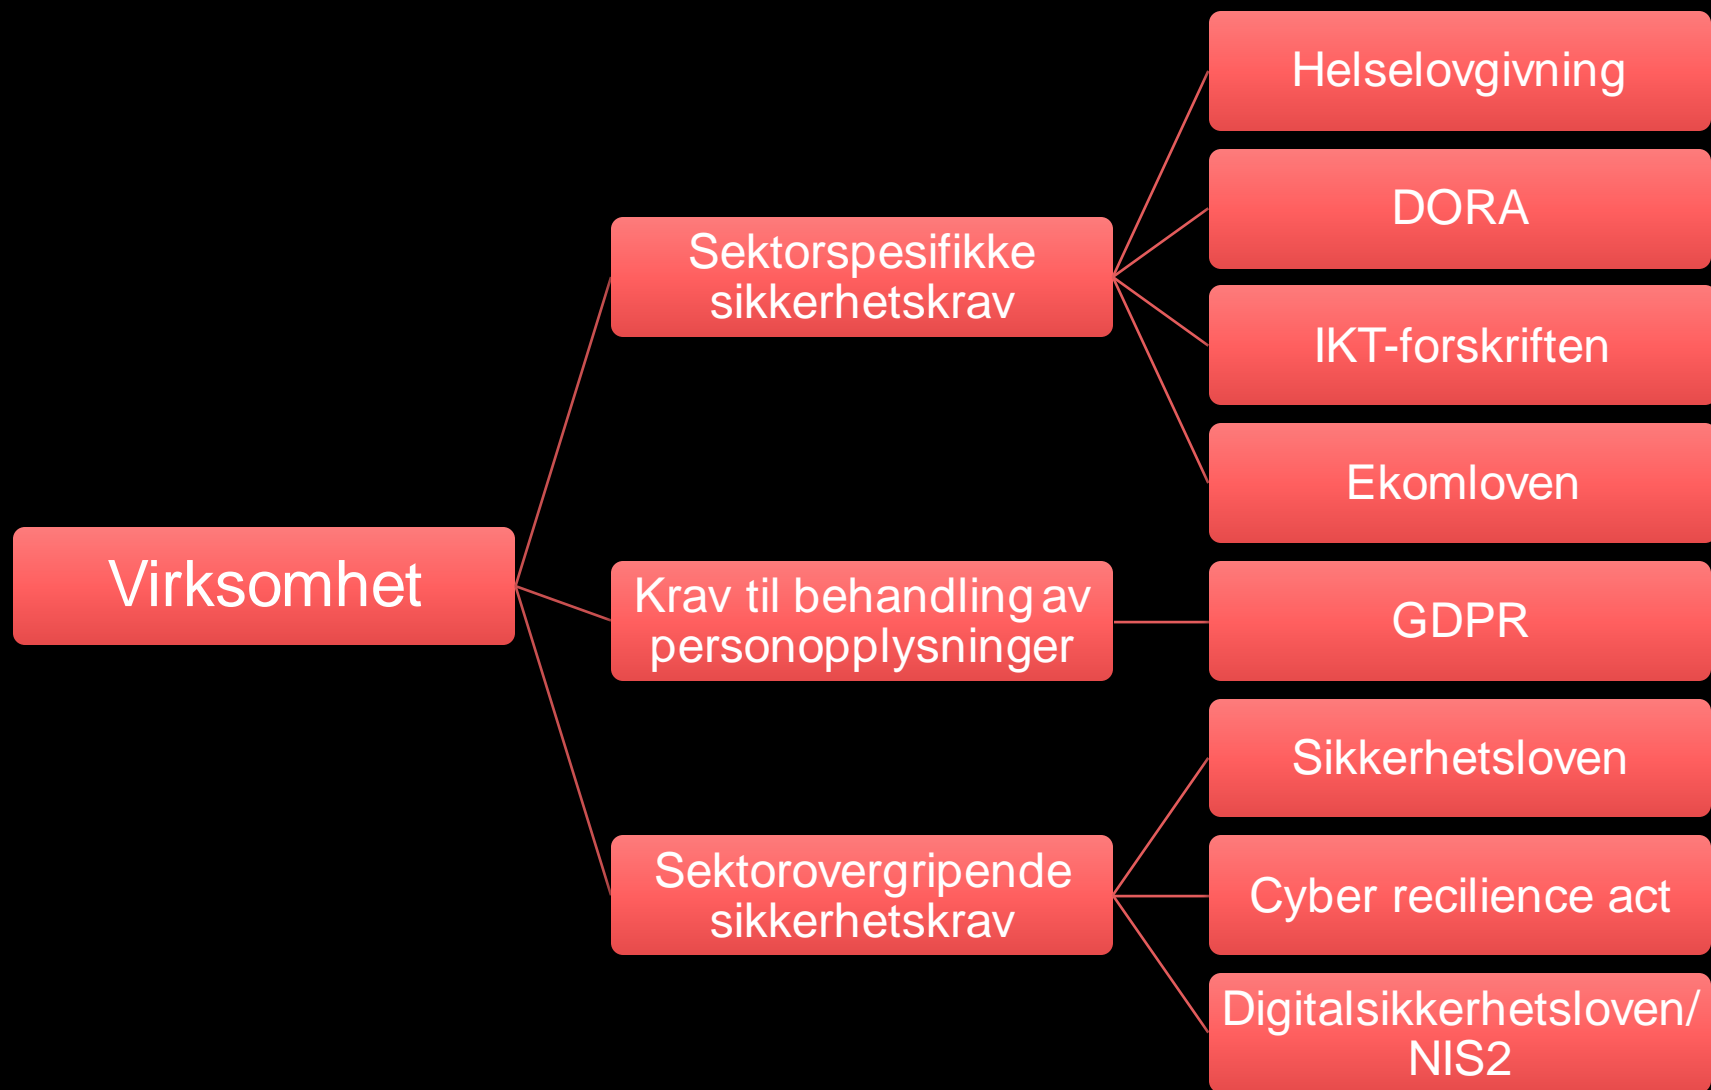 Virksomhet
Sektorspesifikke
sikkerhetskrav
Helselovgivning
DORA
IKT-forskriften
Ekomloven
Krav til behandling av
personopplysninger
GDPR
Sektorovergripende
sikkerhetskrav
Sikkerhetsloven
Cyber recilience act
Digitalsikkerhetsloven/
NIS2